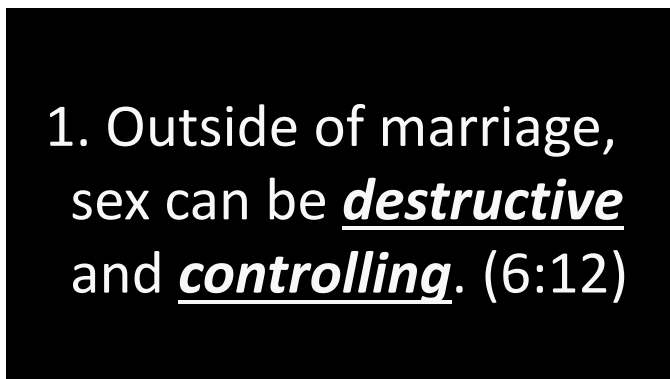 1. Outside of marriage,
sex can be destructive
and controlling. (6:12)